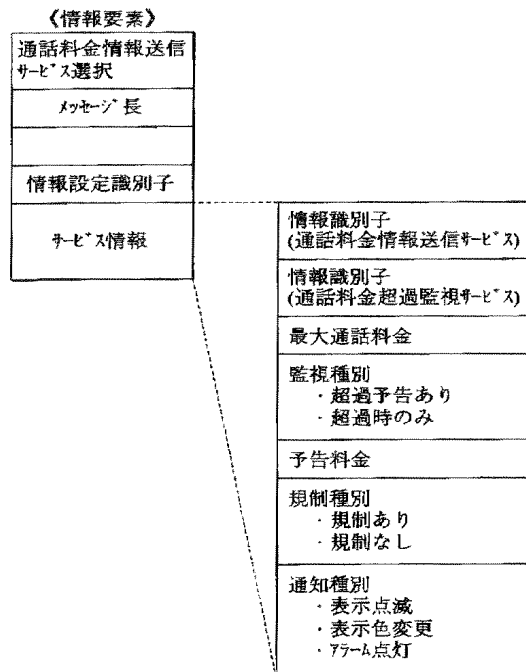 《情報要素》
通話料金情報送信
サービス選択
メッセージ長
情報設定識別子
サービス情報
情報識別子
(通話料金情報送信サービス)
情報識別子
(通話料金超過監視サービス)
最大通話料金
監視種別
・超過予告あり
・超過時のみ
予告料金
規制種別
・規制あり
・規制なし
通知種別
・表示点滅
・表示色変更
・アラーム点灯